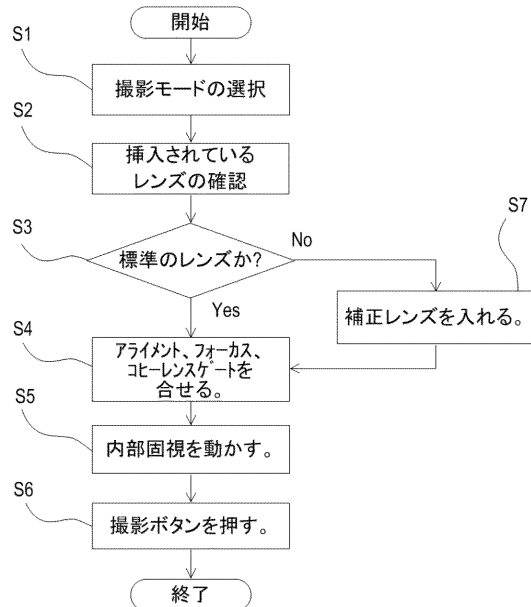 開始
S1
撮影モードの選択
S2
挿入されている
レンズの確認
S3
標準のレンズか?
No
S7
Yes
補正レンズを入れる。
S4
ｱﾗｲﾒﾝﾄ、ﾌｫｰｶｽ、
ｺﾋｰﾚﾝｽｹﾞｰﾄを
合せる。
S5
内部固視を動かす。
S6
撮影ボタンを押す。
終了